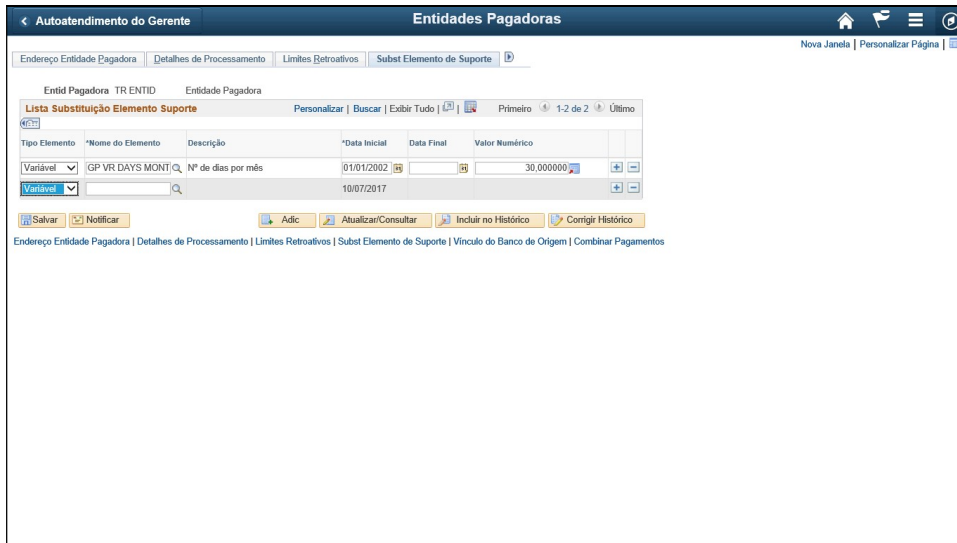 Autoatendimento do Gerente
Entidades Pagadoras
Nova Janela | Personalizar Página |
Endereço Entidade Pagadora
Detalhes de Processamento
Limites Retroativos
Subst Elemento de Suporte
Entid Pagadora TR ENTID Entidade Pagadora
Lista Substituição Elemento Suporte Personalizar | Buscar | Exibir Tudo | | Primeiro 1-2 de 2 Último
Tipo Elemento *Nome do Elemento Descrição *Data Inicial Data Final Valor Numérico
Variável GP VR DAYS MONT Nº de dias por mês 01/01/2002 30,000000
Variável 10/07/2017
Salvar Notificar Adic Atualizar/Consultar Incluir no Histórico Corrigir Histórico
Endereço Entidade Pagadora | Detalhes de Processamento | Limites Retroativos | Subst Elemento de Suporte | Vínculo do Banco de Origem | Combinar Pagamentos